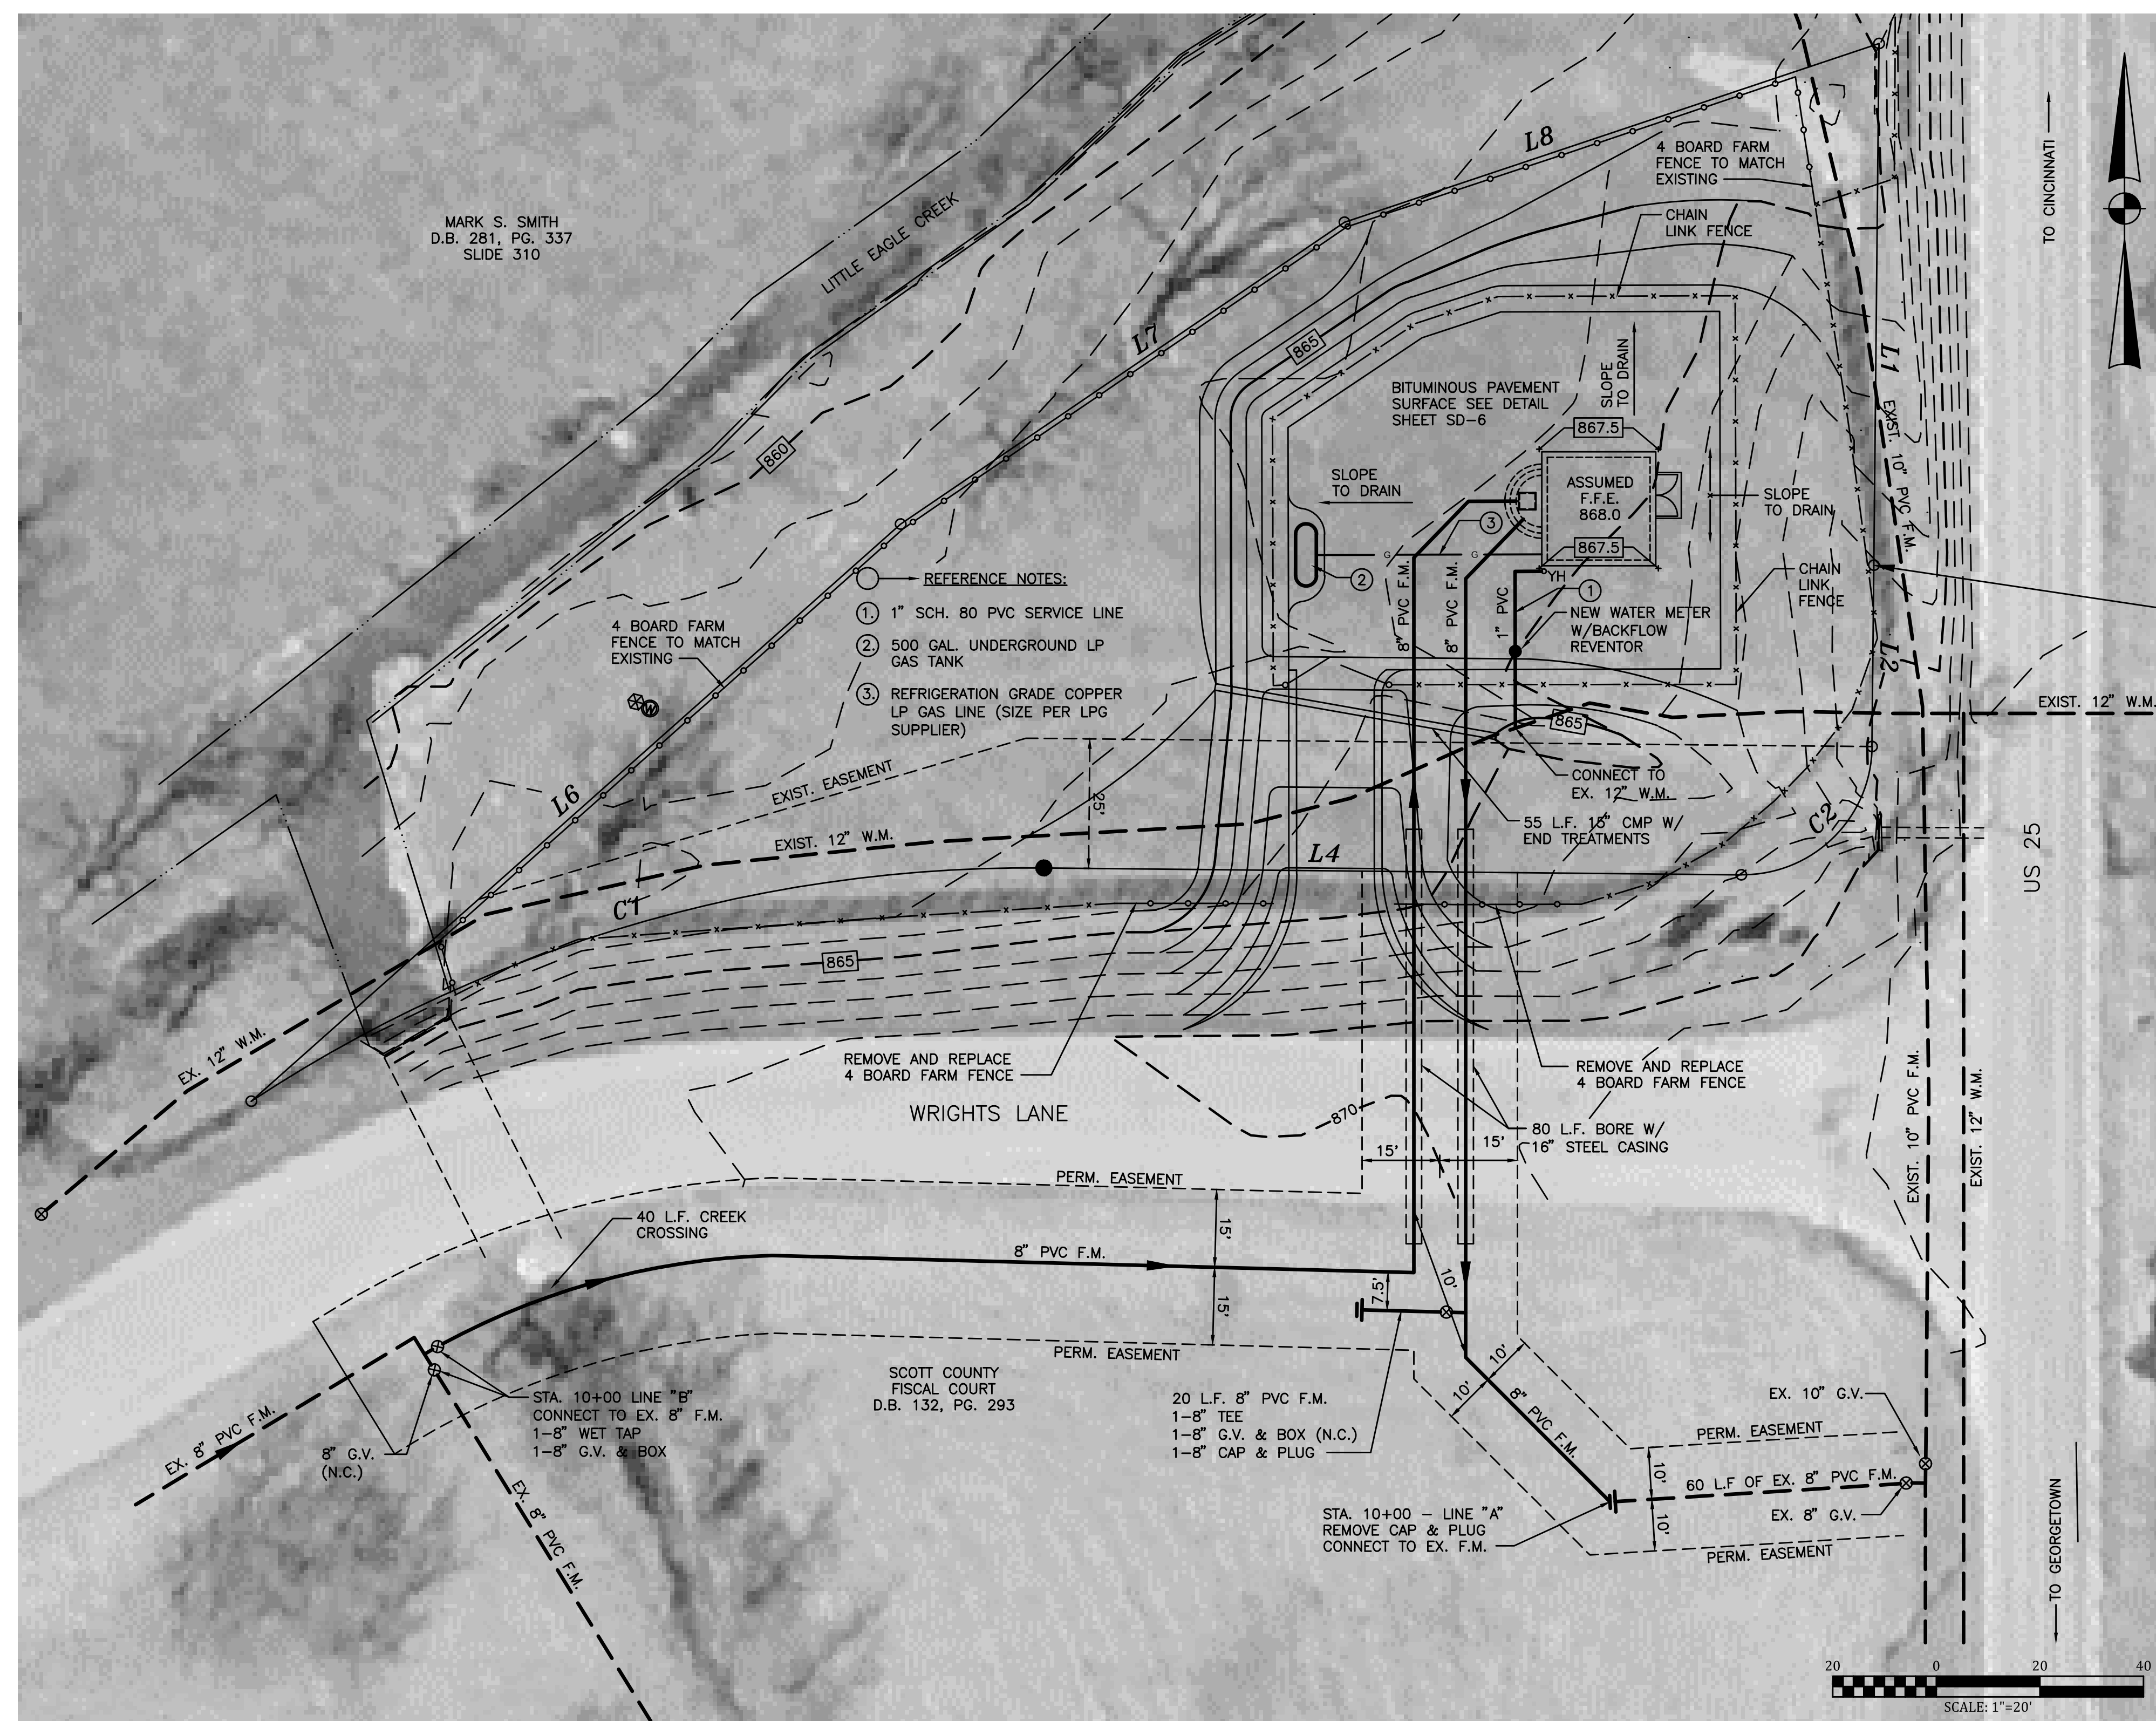 MARK S. SMITH
D.B. 281, PG. 337
SLIDE 310
LITTLE EAGLE CREEK
L8
4 BOARD FARM
FENCE TO MATCH
EXISTING
CHAIN
LINK FENCE
TO CINCINNATI
L7
865
L1
EXIST. 10" PVC F.M.
BITUMINOUS PAVEMENT
SURFACE SEE DETAIL
SHEET SD-6
SLOPE
TO DRAIN
867.5
860
SLOPE
TO DRAIN
ASSUMED
F.F.E.
868.0
SLOPE
TO DRAIN
3
G
G
867.5
2
YH
1
CHAIN
LINK
FENCE
8" PVC F.M.
8" PVC F.M.
1" PVC
NEW WATER METER
W/BACKFLOW
REVENTOR
REFERENCE NOTES:
1. 1" SCH. 80 PVC SERVICE LINE
2. 500 GAL. UNDERGROUND LP
GAS TANK
3. REFRIGERATION GRADE COPPER
LP GAS LINE (SIZE PER LPG
SUPPLIER)
4 BOARD FARM
FENCE TO MATCH
EXISTING
W
L2
EXIST. 12" W.M.
865
L6
EXIST. EASEMENT
25'
CONNECT TO
EX. 12" W.M.
EXIST. 12" W.M.
55 L.F. 15" CMP W/
END TREATMENTS
C2
L4
US 25
C1
865
EX. 12" W.M.
REMOVE AND REPLACE
4 BOARD FARM FENCE
REMOVE AND REPLACE
4 BOARD FARM FENCE
WRIGHTS LANE
870
80 L.F. BORE W/
16" STEEL CASING
15'
15'
EXIST. 10" PVC F.M.
EXIST. 12" W.M.
PERM. EASEMENT
40 L.F. CREEK
CROSSING
15'
8" PVC F.M.
10'
7.5'
15'
PERM. EASEMENT
10'
10'
SCOTT COUNTY
FISCAL COURT
D.B. 132, PG. 293
STA. 10+00 LINE "B"
CONNECT TO EX. 8" F.M.
1-8" WET TAP
1-8" G.V. & BOX
20 L.F. 8" PVC F.M.
1-8" TEE
1-8" G.V. & BOX (N.C.)
1-8" CAP & PLUG
8" PVC F.M.
EX. 10" G.V.
PERM. EASEMENT
EX. 8" PVC F.M.
8" G.V.
(N.C.)
EX. 8" PVC F.M.
10'
60 L.F OF EX. 8" PVC F.M.
STA. 10+00 - LINE "A"
REMOVE CAP & PLUG
CONNECT TO EX. F.M.
10'
EX. 8" G.V.
PERM. EASEMENT
TO GEORGETOWN
20 0 20 40
SCALE: 1"=20'